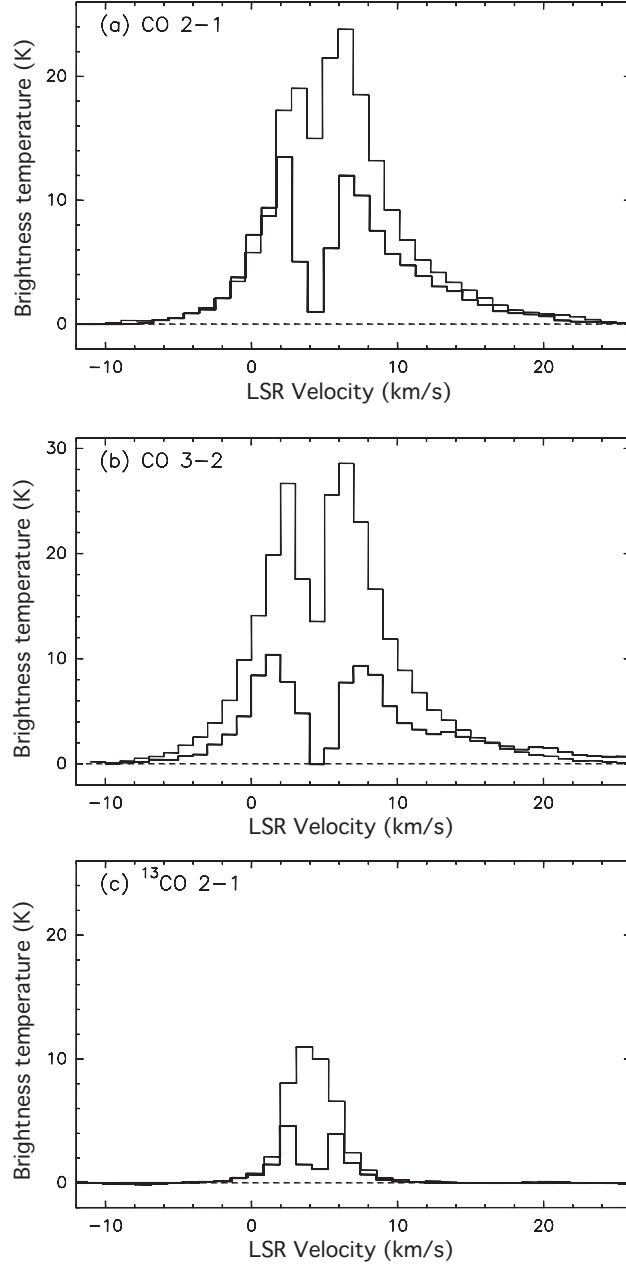 (a) CO 2−1
Brightness temperature (K)
20
10
0
−10 0 10 20
LSR Velocity (km/s)
(b) CO 3−2
Brightness temperature (K)
30
20
10
0
−10 0 10 20
LSR Velocity (km/s)
(c) ¹³CO 2−1
Brightness temperature (K)
20
10
0
−10 0 10 20
LSR Velocity (km/s)